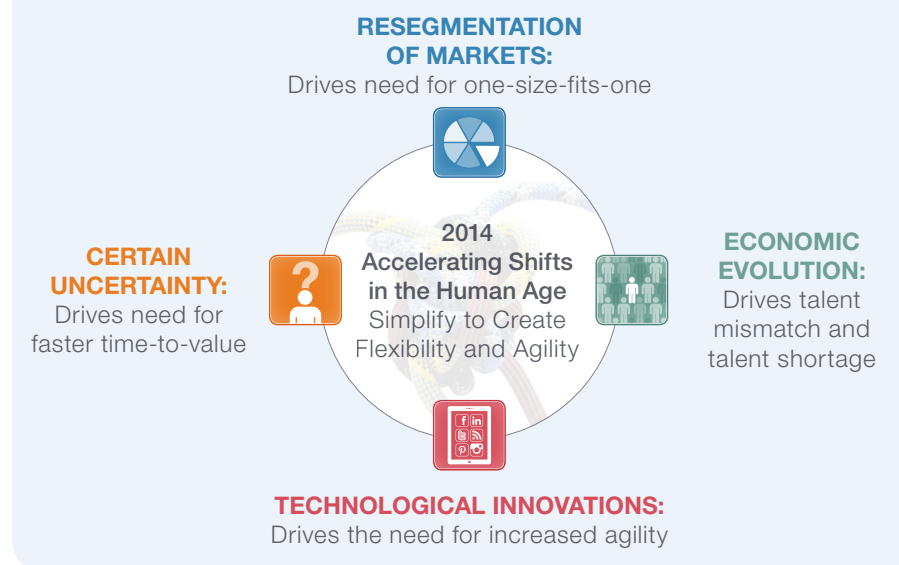 RESEGMENTATION
OF MARKETS:
Drives need for one-size-fits-one
CERTAIN
UNCERTAINTY:
Drives need for
faster time-to-value
?
2014
Accelerating Shifts
in the Human Age
Simplify to Create
Flexibility and Agility
ECONOMIC
EVOLUTION:
Drives talent
mismatch and
talent shortage
f in
TECHNOLOGICAL INNOVATIONS:
Drives the need for increased agility